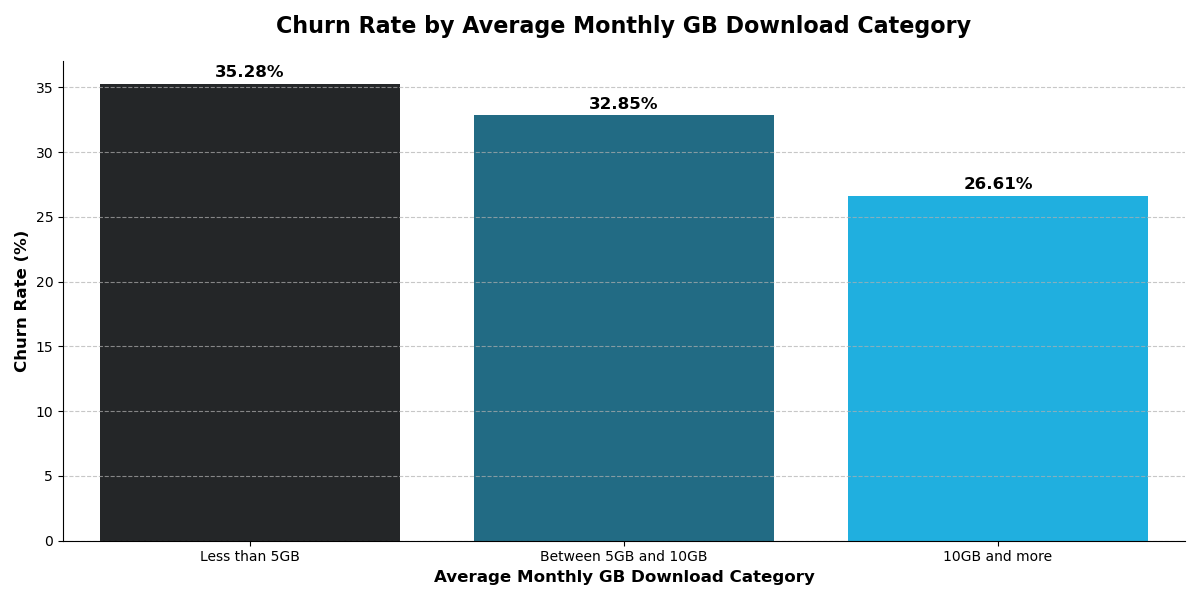 Churn Rate by Average Monthly GB Download Category
Churn Rate (%)
35
30
25
20
15
10
5
0
35.28%
32.85%
26.61%
Less than 5GB
Between 5GB and 10GB
10GB and more
Average Monthly GB Download Category